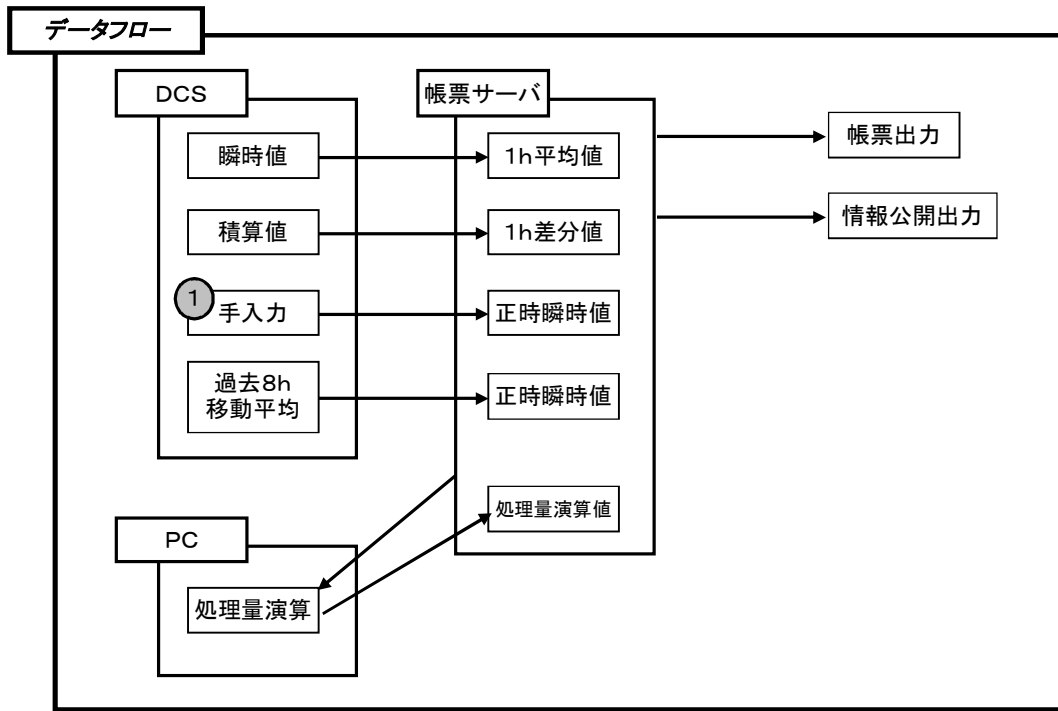 データフロー
DCS
帳票サーバ
瞬時値
1h平均値
帳票出力
積算値
1h差分値
情報公開出力
1
手入力
正時瞬時値
過去8h
移動平均
正時瞬時値
処理量演算値
PC
処理量演算